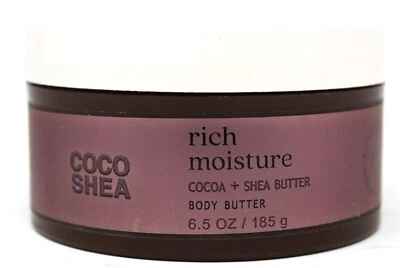 COCO
SHEA
rich
moisture
COCOA + SHEA BUTTER
BODY BUTTER
6.5 OZ / 185 g